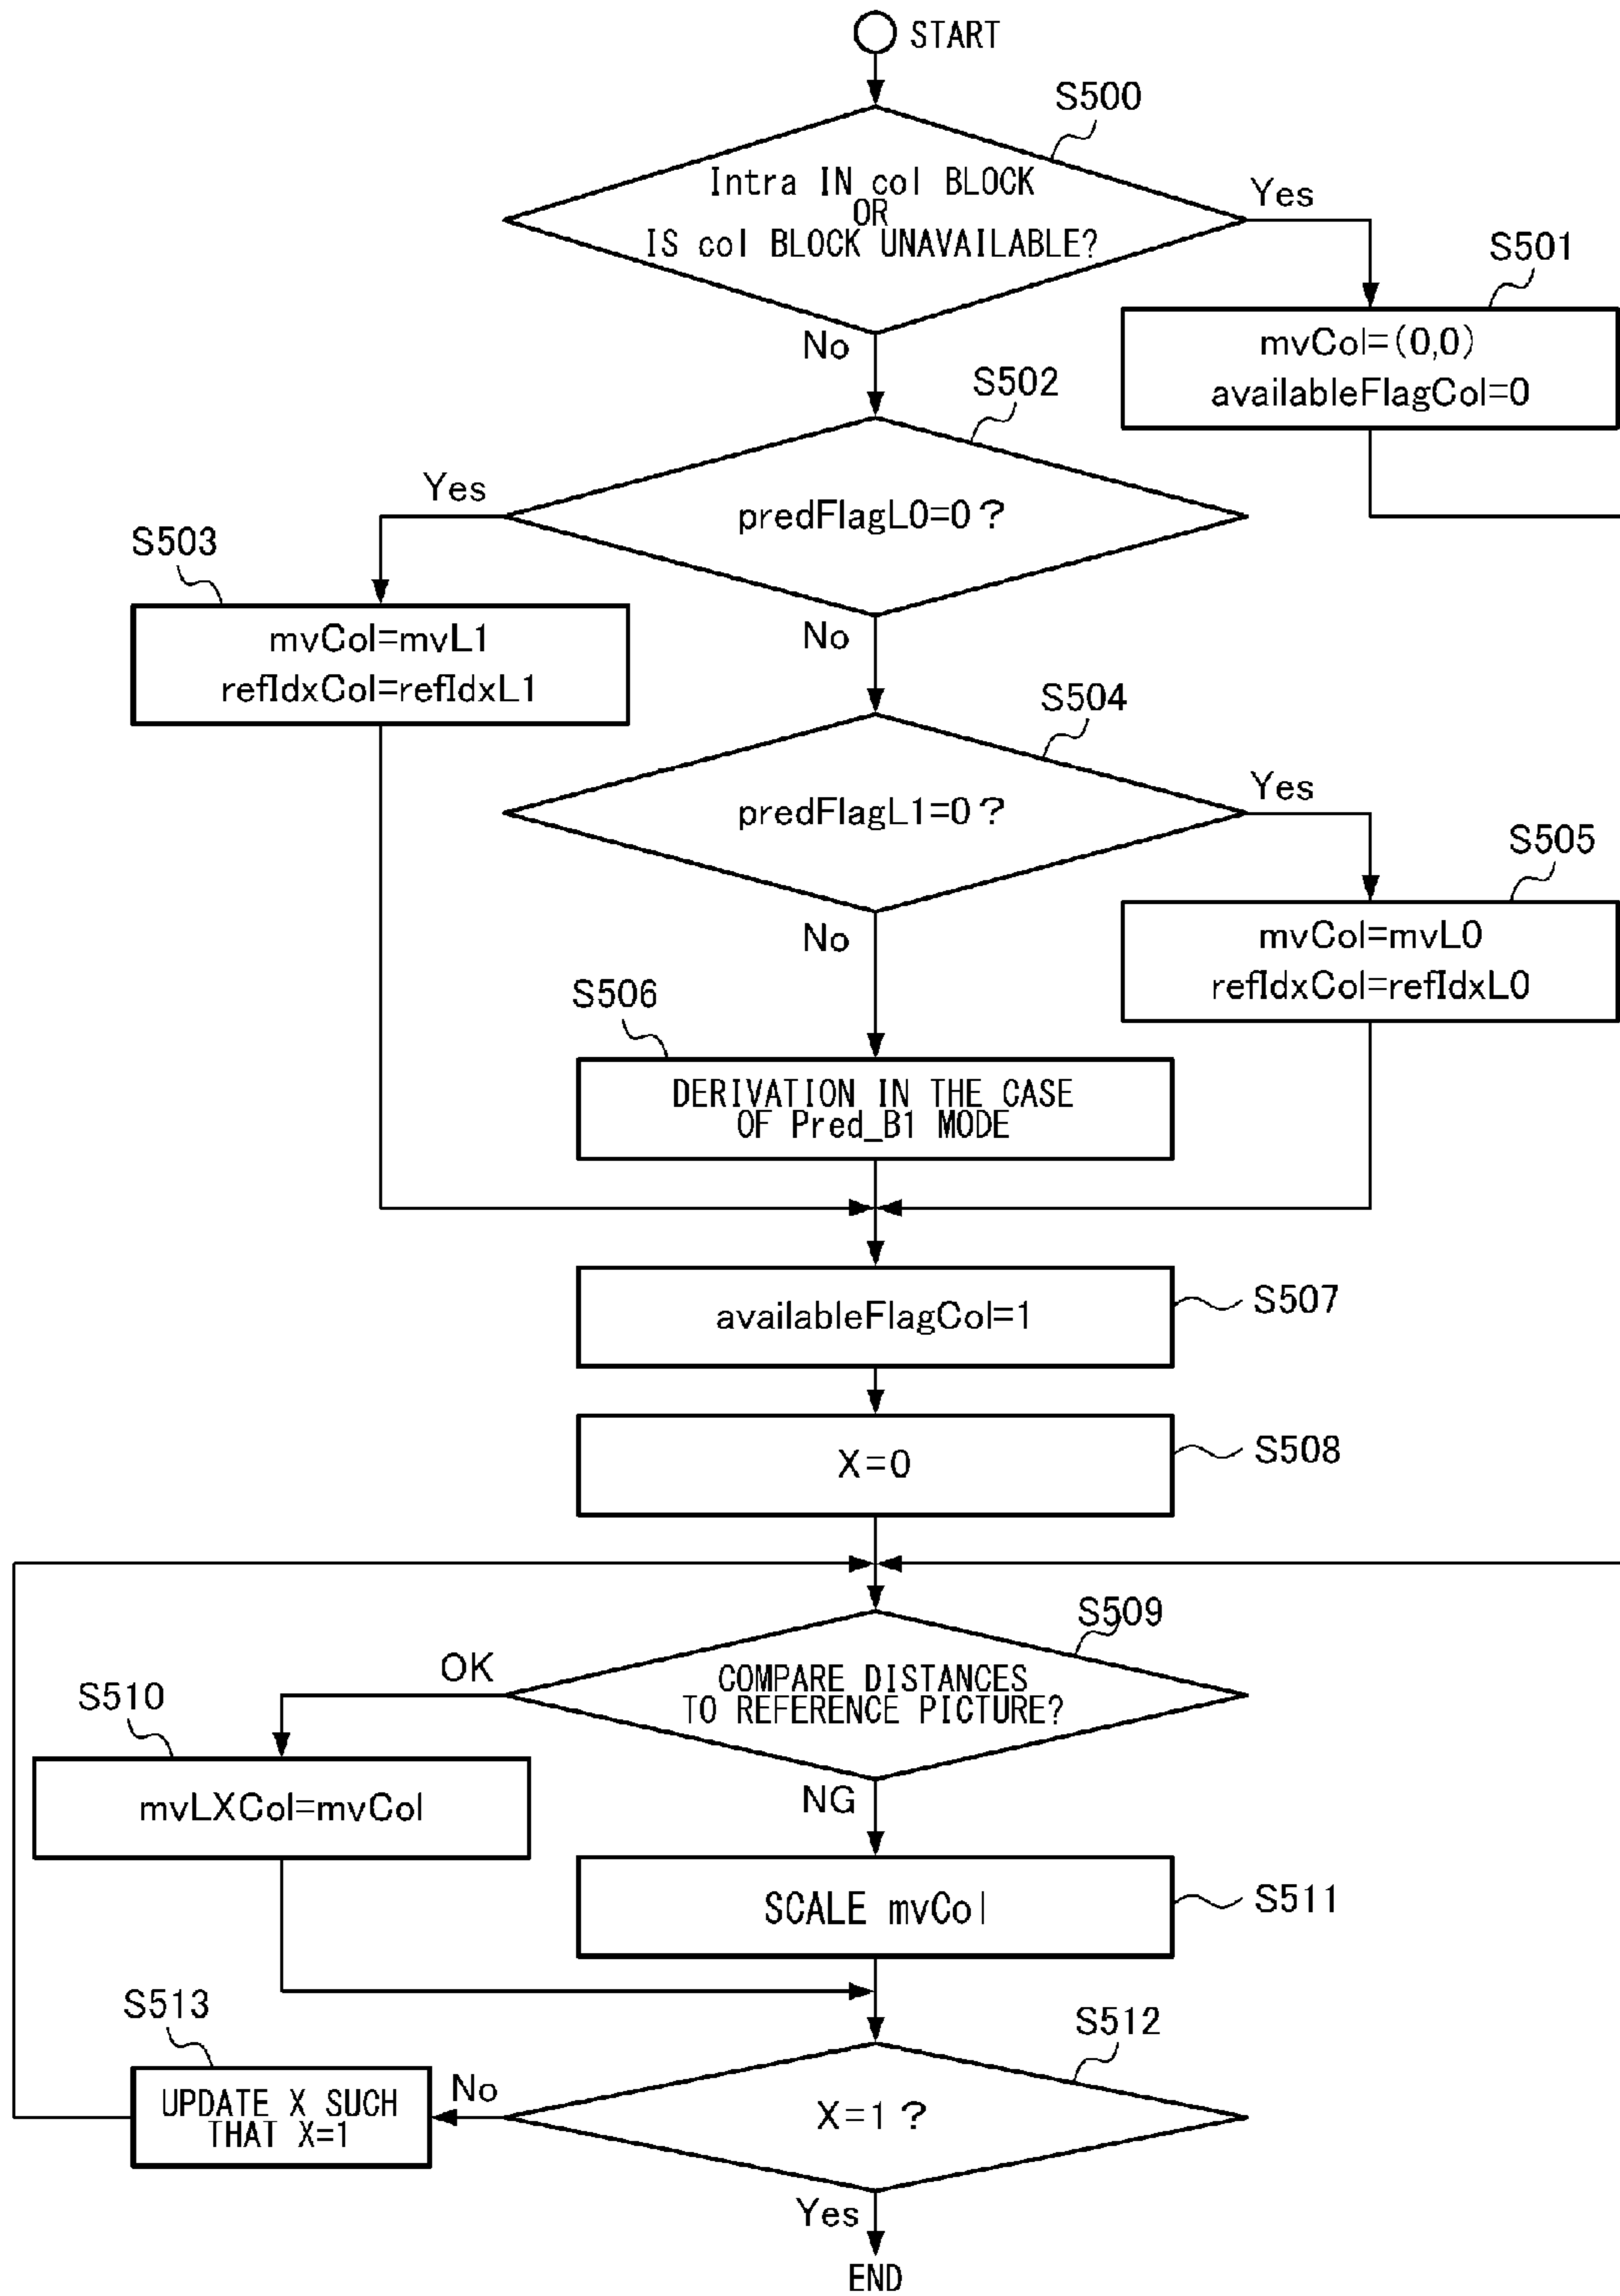 START
S500
Intra IN col BLOCK
OR
IS col BLOCK UNAVAILABLE?
Yes
No
S501
mvCol=(0,0)
availableFlagCol=0
S502
predFlagL0=0?
Yes
No
S503
mvCol=mvL1
refIdxCol=refIdxL1
S504
predFlagL1=0?
Yes
No
S505
mvCol=mvL0
refIdxCol=refIdxL0
S506
DERIVATION IN THE CASE
OF Pred_B1 MODE
availableFlagCol=1
S507
X=0
S508
S509
COMPARE DISTANCES
TO REFERENCE PICTURE?
OK
NG
S510
mvLXCol=mvCol
SCALE mvCol
S511
S512
X=1?
No
Yes
S513
UPDATE X SUCH
THAT X=1
END